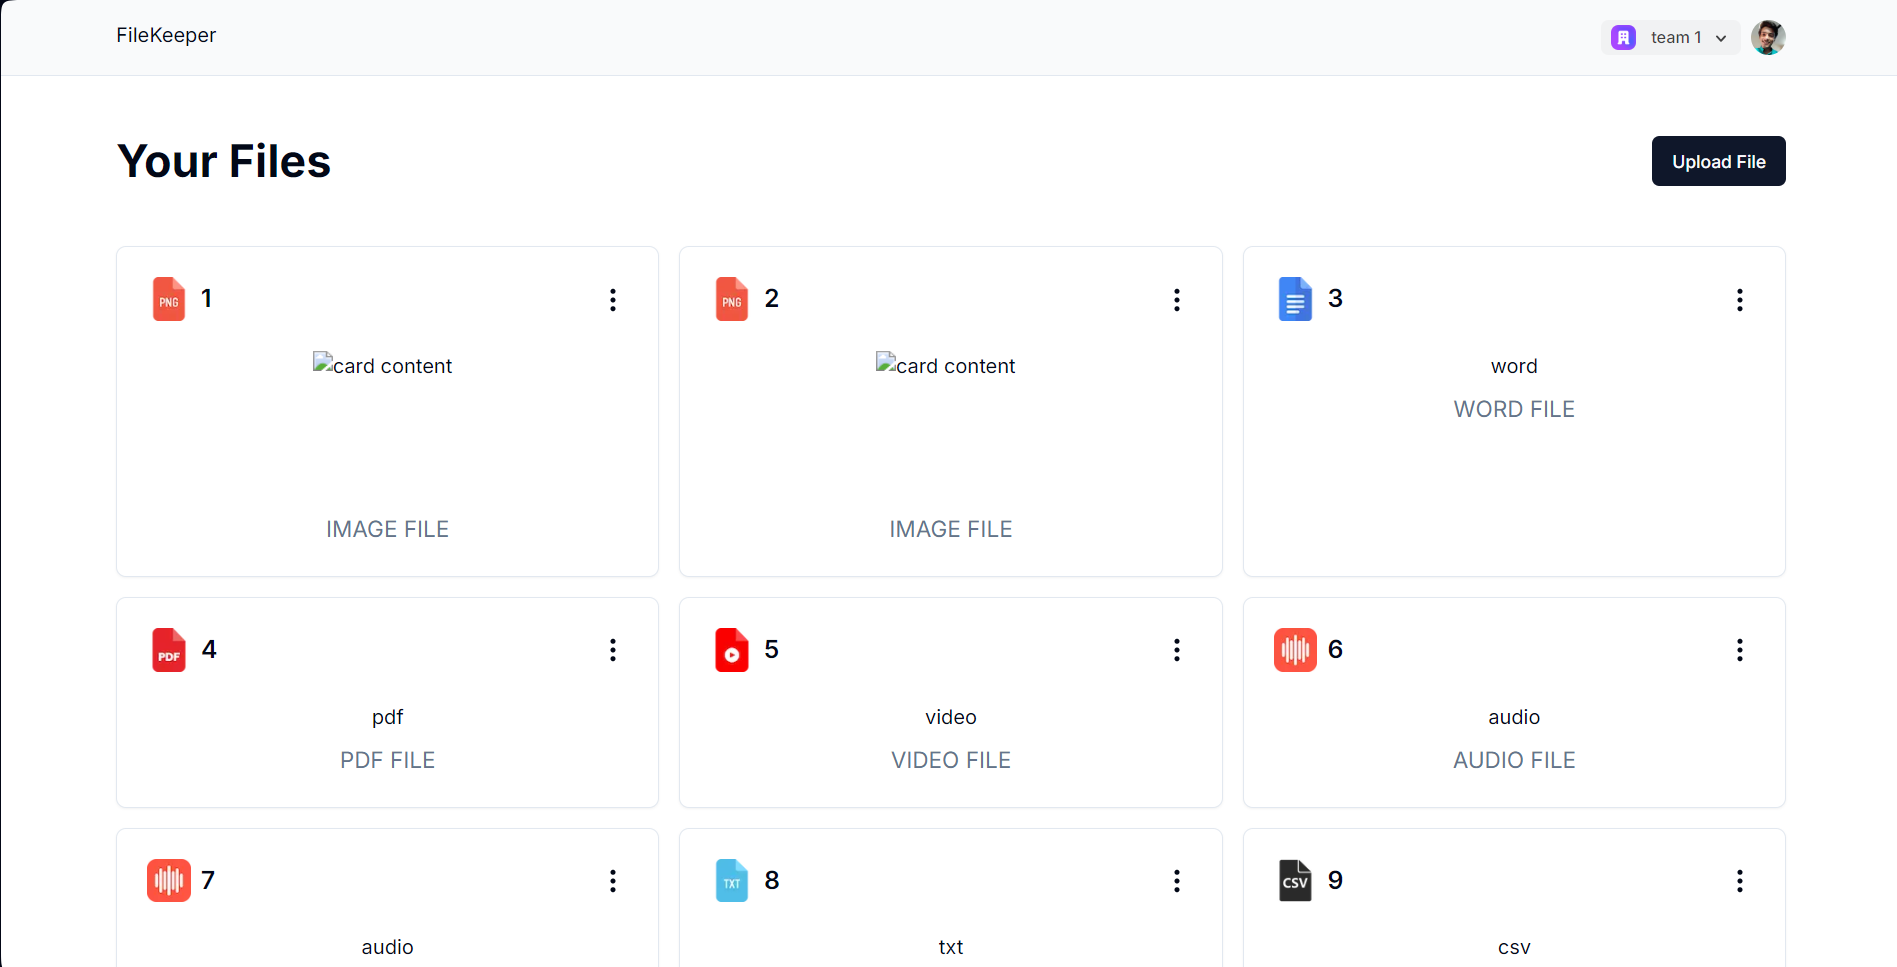 FileKeeper
team 1
Your Files
Upload File
PNG 1
card content
IMAGE FILE
PNG 2
card content
IMAGE FILE
3
word
WORD FILE
PDF 4
pdf
PDF FILE
5
video
VIDEO FILE
6
audio
AUDIO FILE
7
audio
TXT 8
txt
CSV 9
csv